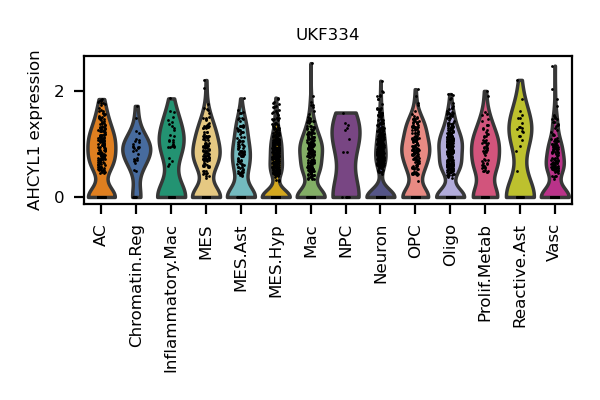 UKF334
AHCYL1 expression
2
0
AC
Chromatin.Reg
Inflammatory.Mac
MES
MES.Ast
MES.Hyp
Mac
NPC
Neuron
OPC
Oligo
Prolif.Metab
Reactive.Ast
Vasc